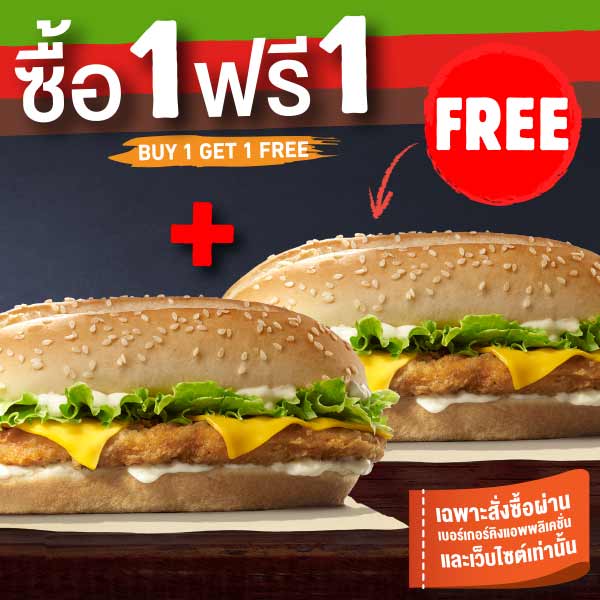 ซื้อ 1 ฟรี 1
BUY 1 GET 1 FREE
FREE
เฉพาะสั่งซื้อผ่าน
เบอร์เกอร์คิงแอพพลิเคชั่น
และเว็บไซต์เท่านั้น